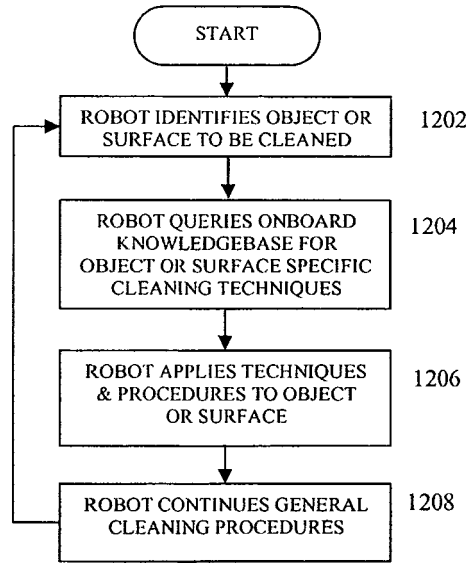 START
ROBOT IDENTIFIES OBJECT OR
SURFACE TO BE CLEANED
1202
ROBOT QUERIES ONBOARD
KNOWLEDGEBASE FOR
OBJECT OR SURFACE SPECIFIC
CLEANING TECHNIQUES
1204
ROBOT APPLIES TECHNIQUES
& PROCEDURES TO OBJECT
OR SURFACE
1206
ROBOT CONTINUES GENERAL
CLEANING PROCEDURES
1208